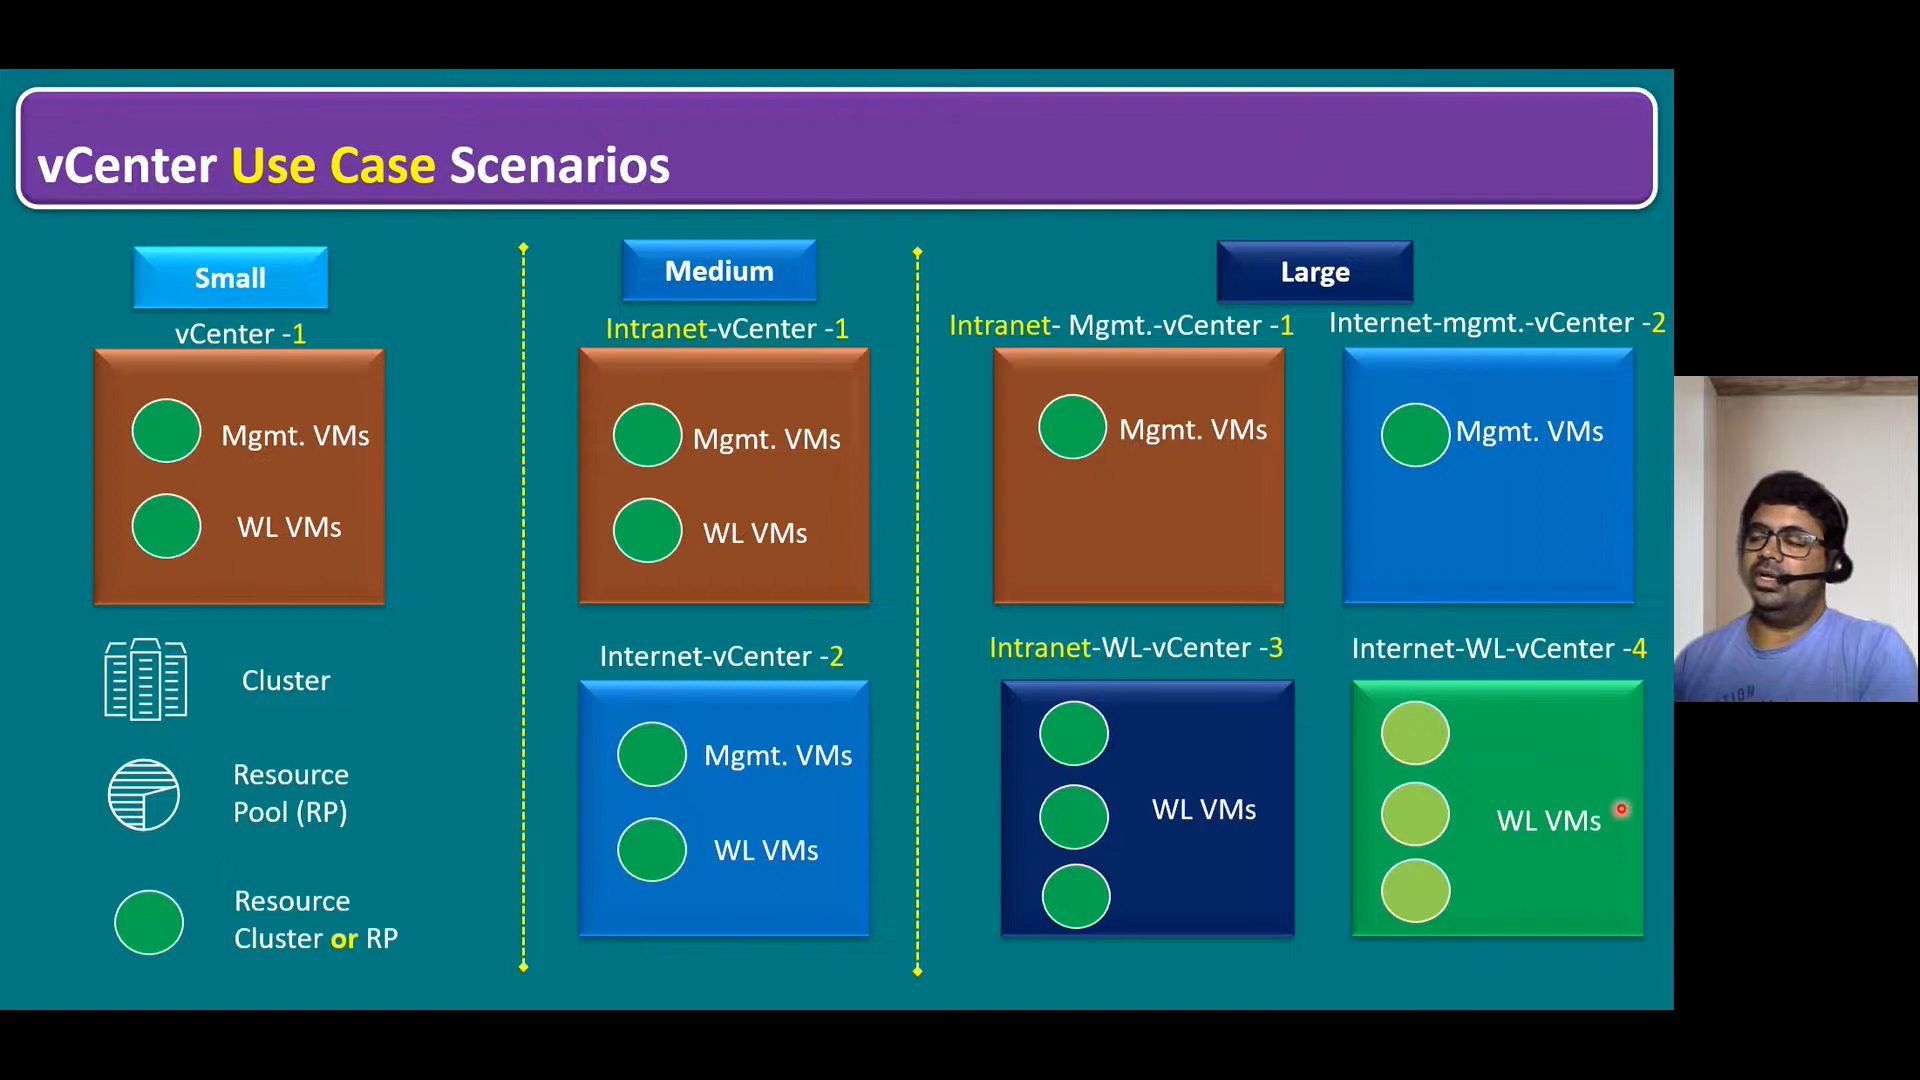 vCenter Use Case Scenarios
Small
vCenter -1
Mgmt. VMs
WL VMs
Cluster
Resource
Pool (RP)
Resource
Cluster or RP
Medium
Intranet-vCenter -1
Mgmt. VMs
WL VMs
Internet-vCenter -2
Mgmt. VMs
WL VMs
Large
Intranet- Mgmt.-vCenter -1
Mgmt. VMs
Internet-mgmt.-vCenter -2
Mgmt. VMs
Intranet-WL-vCenter -3
WL VMs
Internet-WL-vCenter -4
WL VMs